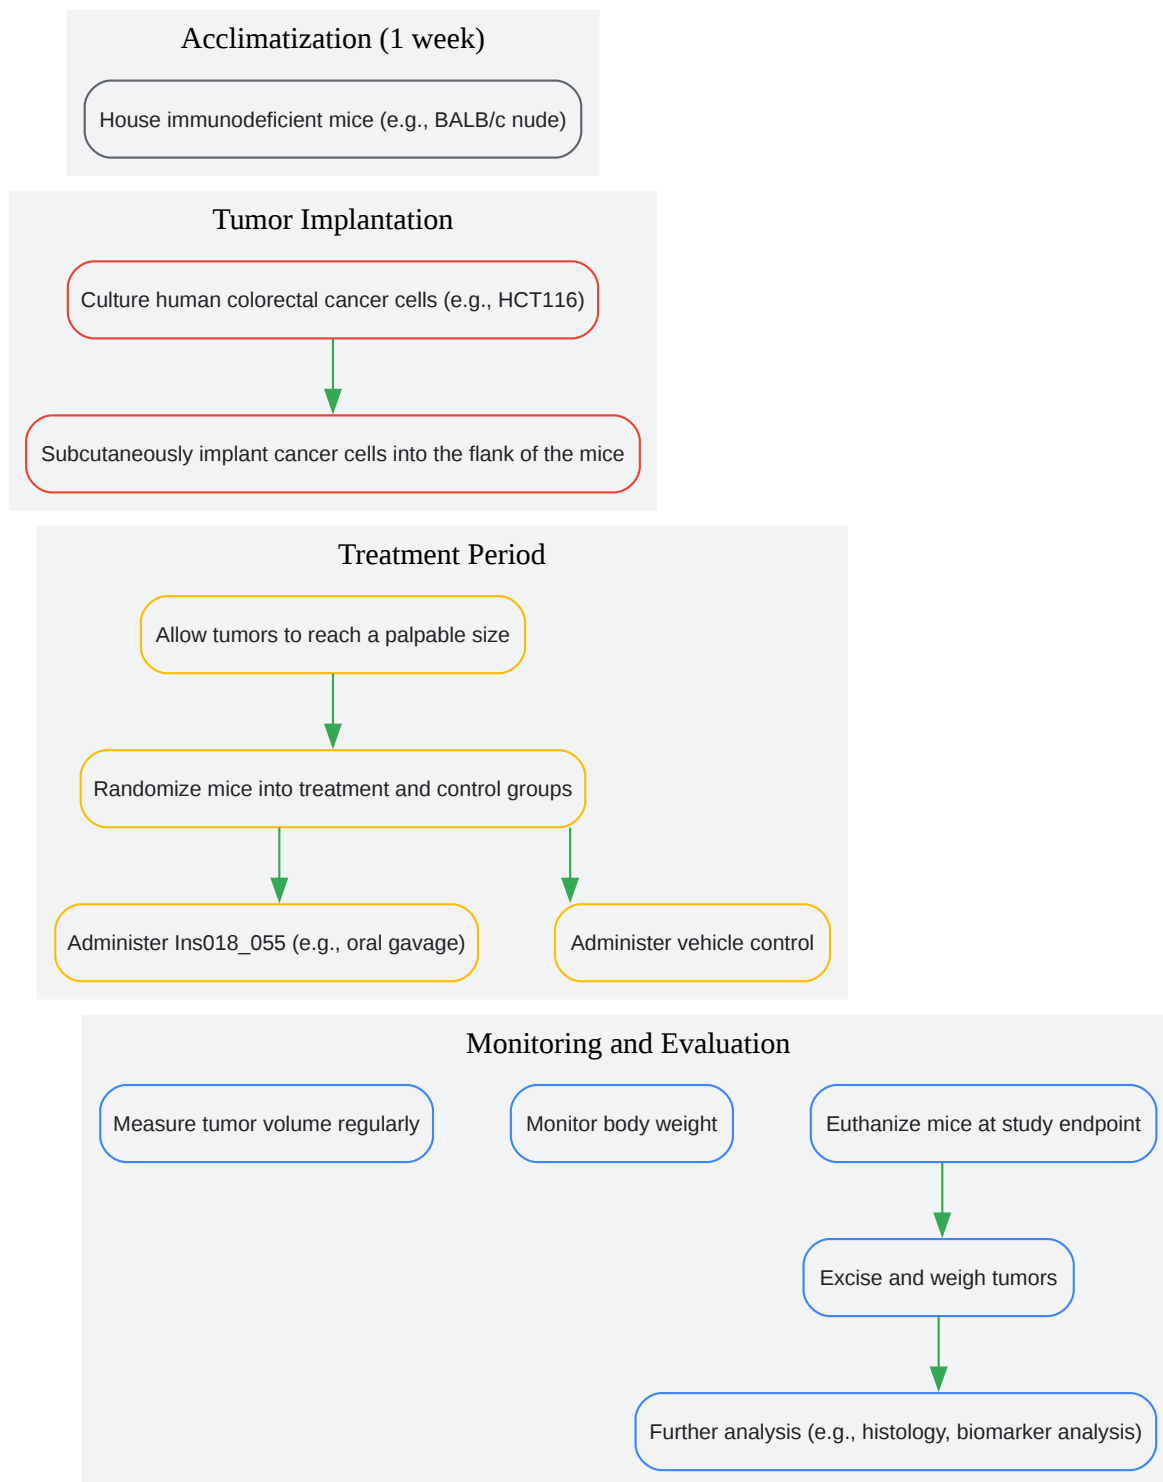 Acclimatization (1 week)
House immunodeficient mice (e.g., BALB/c nude)
Tumor Implantation
Culture human colorectal cancer cells (e.g., HCT116)
Subcutaneously implant cancer cells into the flank of the mice
Treatment Period
Allow tumors to reach a palpable size
Randomize mice into treatment and control groups
Administer Ins018_055 (e.g., oral gavage)
Administer vehicle control
Monitoring and Evaluation
Measure tumor volume regularly
Monitor body weight
Euthanize mice at study endpoint
Excise and weigh tumors
Further analysis (e.g., histology, biomarker analysis)